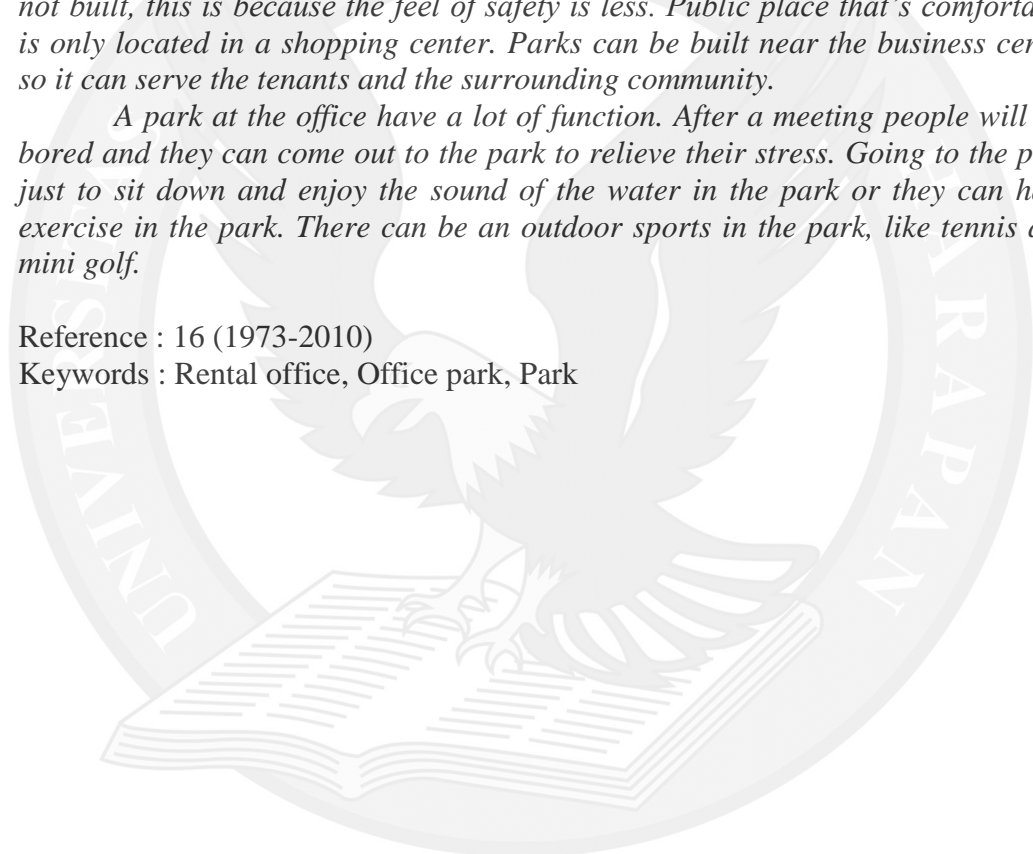 not built, this is because the feel of safety is less. Public place that's
is only located in a shopping center. Parks can be built near the business
so it can serve the tenants and the surrounding community.
A park at the office have a lot of function. After a meeting people will
bored and they can come out to the park to relieve their stress. Going to the
just to sit down and enjoy the sound of the water in the park or they can
exercise in the park. There can be an outdoor sports in the park, like tennis
mini golf.
Reference : 16 (1973-2010)
Keywords : Rental office, Office park, Park
UNIVERSITAS
HARAPAN